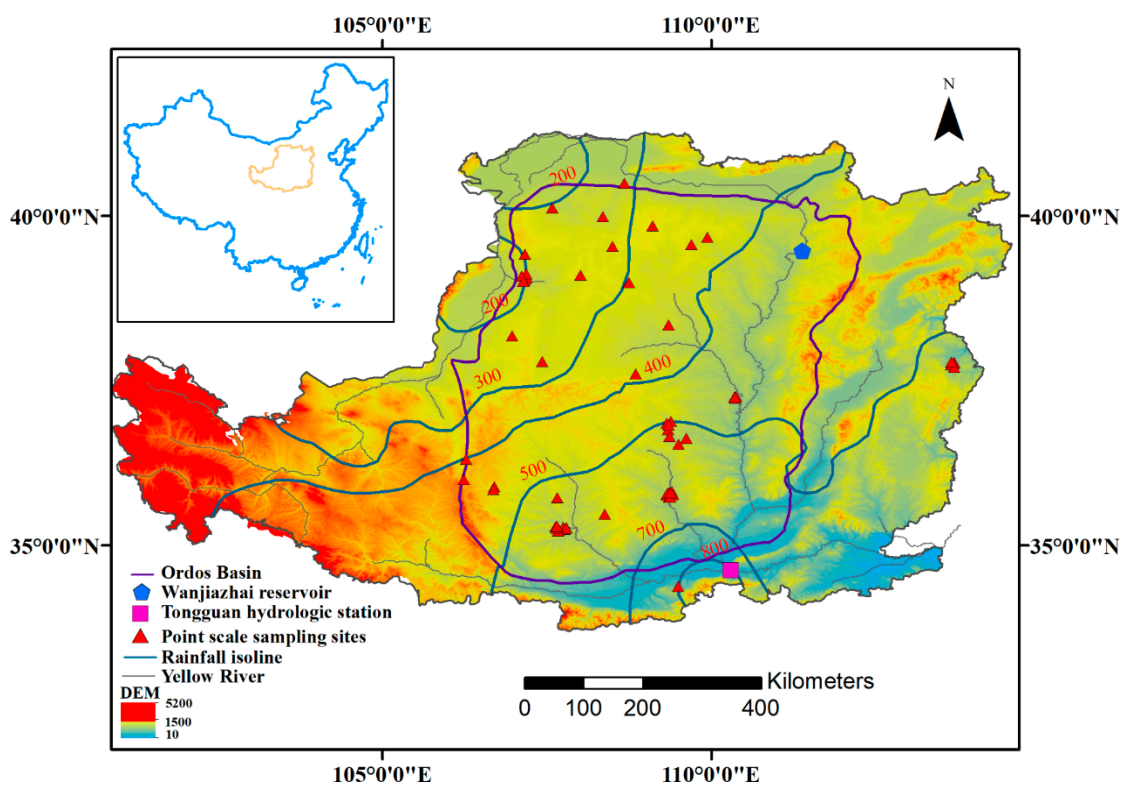 105°0'0"E 110°0'0"E
N
40°0'0"N 40°0'0"N
200
200
300
400
500
700
800
35°0'0"N 35°0'0"N
Ordos Basin
Wanjiazhai reservoir
Tongguan hydrologic station
Point scale sampling sites
Rainfall isoline
Yellow River
DEM
5200
1500
10
Kilometers
0 100 200 400
105°0'0"E 110°0'0"E